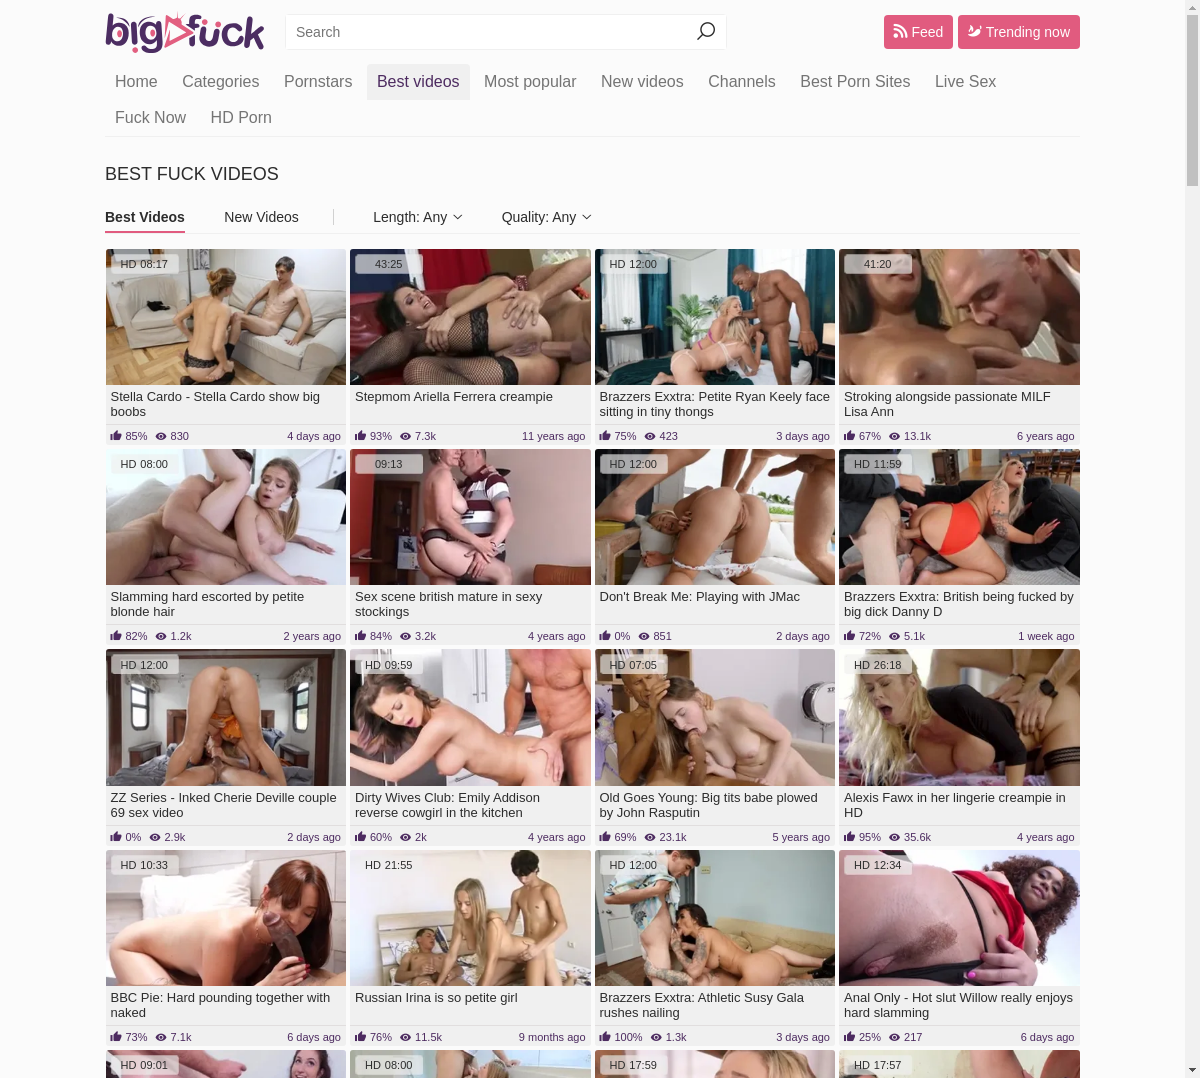 bigfuck
Search
Feed
Trending now
Home Categories Pornstars Best videos Most popular New videos Channels Best Porn Sites Live Sex
Fuck Now HD Porn
BEST FUCK VIDEOS
Best Videos New Videos Length: Any Quality: Any
HD 08:17
43:25
HD 12:00
41:20
Stella Cardo - Stella Cardo show big
boobs
85% 830 4 days ago
Stepmom Ariella Ferrera creampie
93% 7.3k 11 years ago
Brazzers Exxtra: Petite Ryan Keely face
sitting in tiny thongs
75% 423 3 days ago
Stroking alongside passionate MILF
Lisa Ann
67% 13.1k 6 years ago
HD 08:00
09:13
HD 12:00
HD 11:59
Slamming hard escorted by petite
blonde hair
82% 1.2k 2 years ago
Sex scene british mature in sexy
stockings
84% 3.2k 4 years ago
Don't Break Me: Playing with JMac
0% 851 2 days ago
Brazzers Exxtra: British being fucked by
big dick Danny D
72% 5.1k 1 week ago
HD 12:00
HD 09:59
HD 07:05
HD 26:18
ZZ Series - Inked Cherie Deville couple
69 sex video
0% 2.9k 2 days ago
Dirty Wives Club: Emily Addison
reverse cowgirl in the kitchen
60% 2k 4 years ago
Old Goes Young: Big tits babe plowed
by John Rasputin
69% 23.1k 5 years ago
Alexis Fawx in her lingerie creampie in
HD
95% 35.6k 4 years ago
HD 10:33
HD 21:55
HD 12:00
HD 12:34
BBC Pie: Hard pounding together with
naked
73% 7.1k 6 days ago
Russian Irina is so petite girl
76% 11.5k 9 months ago
Brazzers Exxtra: Athletic Susy Gala
rushes nailing
100% 1.3k 3 days ago
Anal Only - Hot slut Willow really enjoys
hard slamming
25% 217 6 days ago
HD 09:01
HD 08:00
HD 17:59
HD 17:57